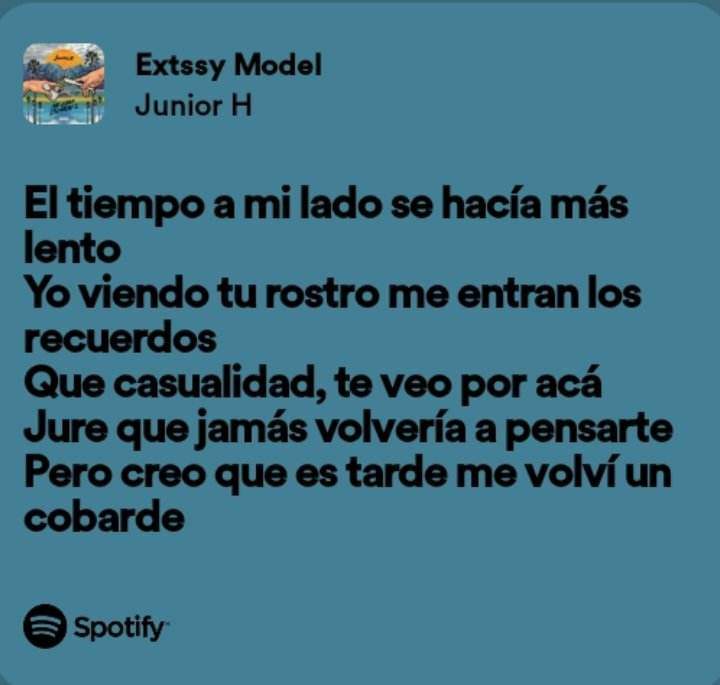 Extssy Model
Junior H
El tiempo a mi lado se hacía más
lento
Yo viendo tu rostro me entran los
recuerdos
Que casualidad, te veo por acá
Jure que jamás volvería a pensarte
Pero creo que es tarde me volví un
cobarde
Spotify